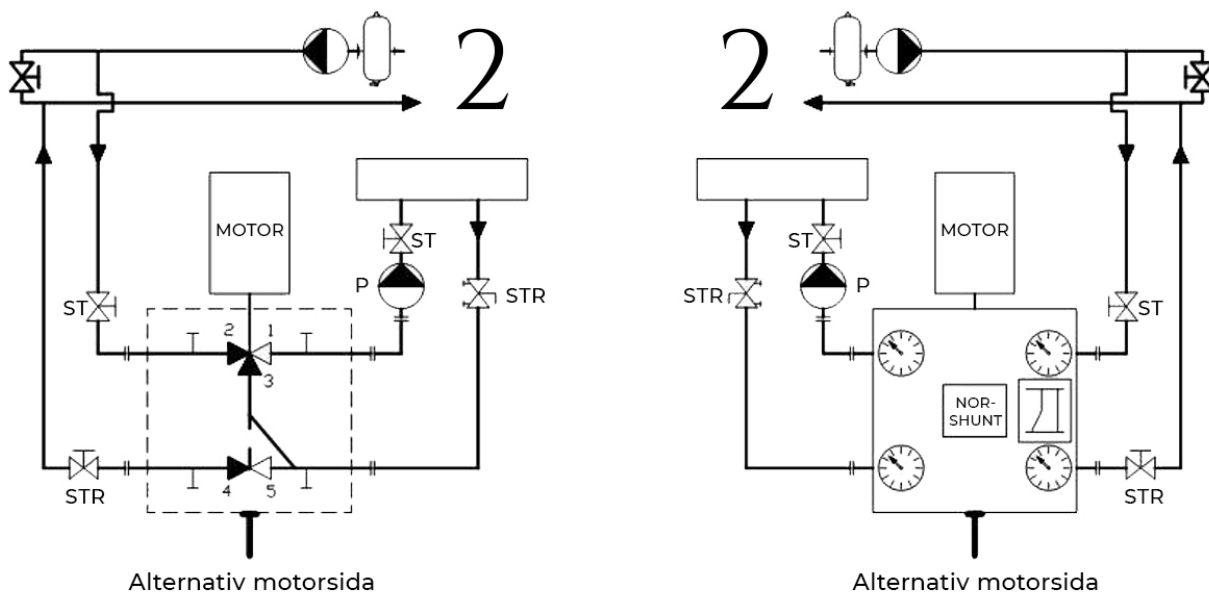 2
MOTOR
ST
P
STR
ST
2
1
3
4
5
STR
Alternativ motorsida
2
MOTOR
ST
P
STR
ST
NOR-
SHUNT
STR
Alternativ motorsida